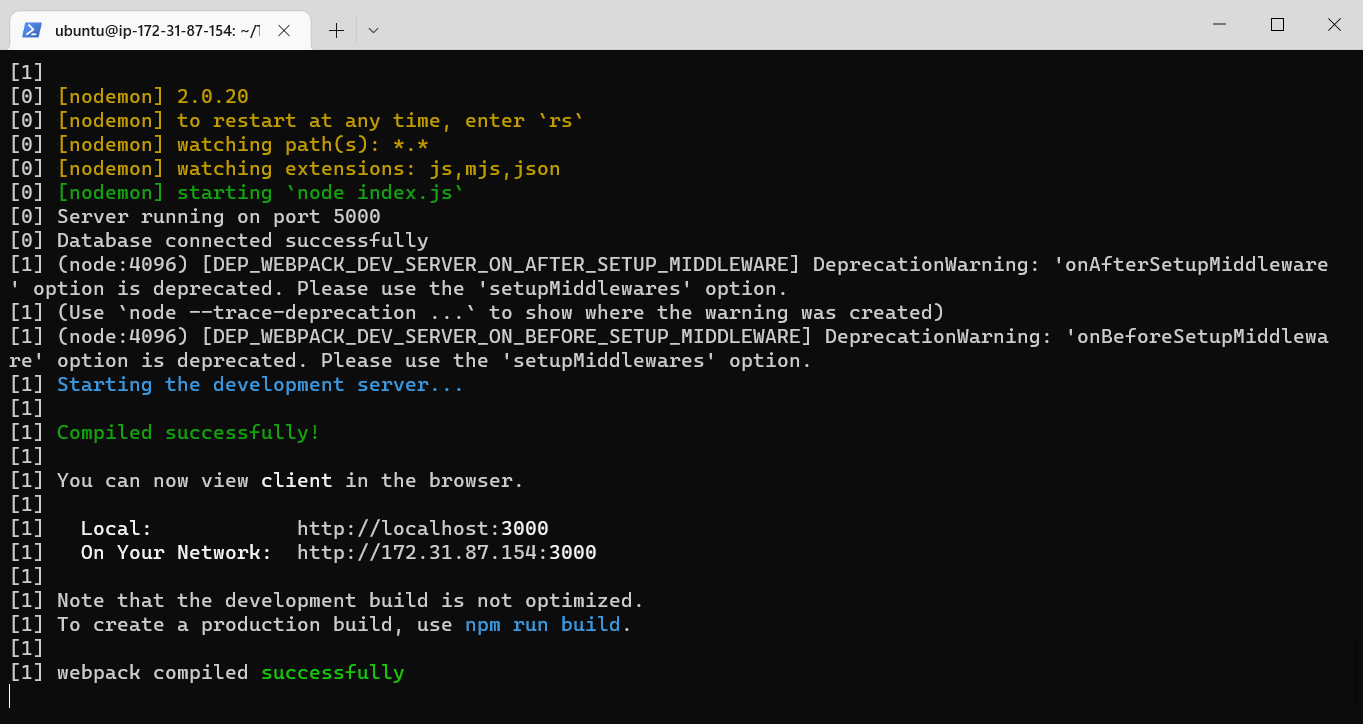 ubuntu@ip-172-31-87-154: ~/T
[1]
[0] [nodemon] 2.0.20
[0] [nodemon] to restart at any time, enter `rs`
[0] [nodemon] watching path(s): *.*
[0] [nodemon] watching extensions: js,mjs,json
[0] [nodemon] starting `node index.js`
[0] Server running on port 5000
[0] Database connected successfully
[1] (node:4096) [DEP_WEBPACK_DEV_SERVER_ON_AFTER_SETUP_MIDDLEWARE] DeprecationWarning: 'onAfterSetupMiddleware
' option is deprecated. Please use the 'setupMiddlewares' option.
[1] (Use `node --trace-deprecation ...` to show where the warning was created)
[1] (node:4096) [DEP_WEBPACK_DEV_SERVER_ON_BEFORE_SETUP_MIDDLEWARE] DeprecationWarning: 'onBeforeSetupMiddlewa
re' option is deprecated. Please use the 'setupMiddlewares' option.
[1] Starting the development server...
[1]
[1] Compiled successfully!
[1]
[1] You can now view client in the browser.
[1]
[1]   Local:            http://localhost:3000
[1]   On Your Network:  http://172.31.87.154:3000
[1]
[1] Note that the development build is not optimized.
[1] To create a production build, use npm run build.
[1]
[1] webpack compiled successfully